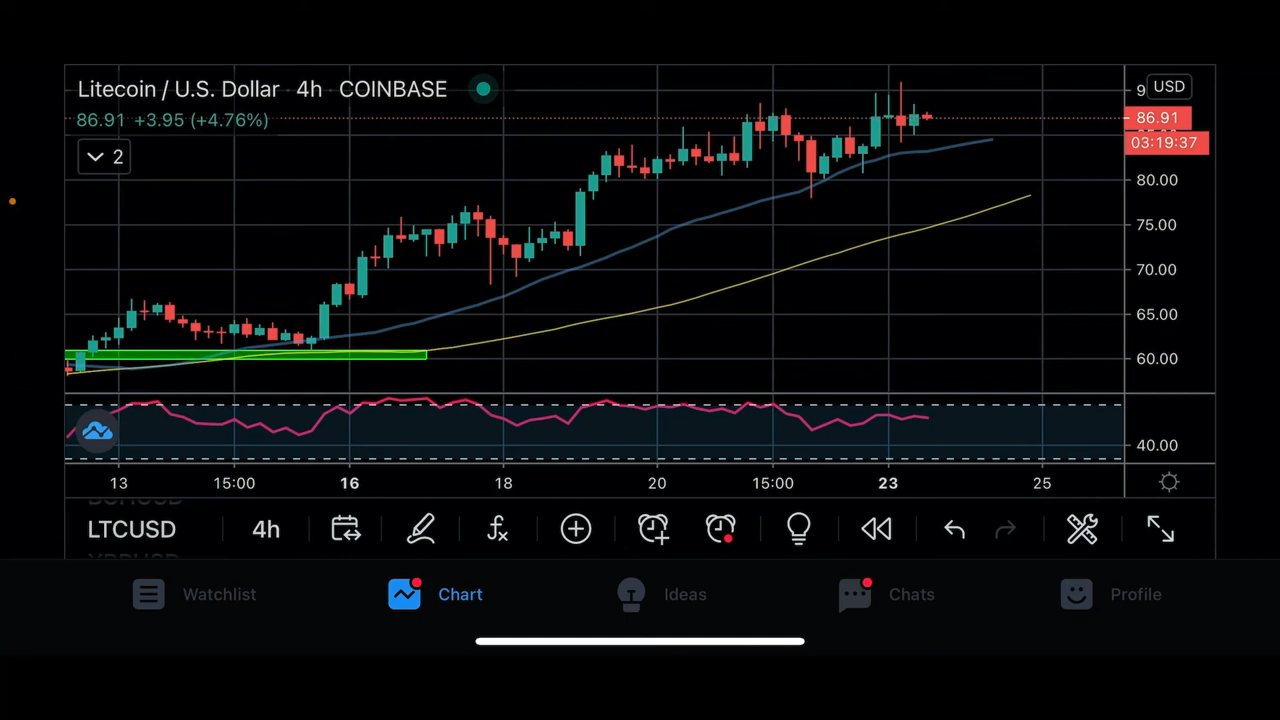 Litecoin / U.S. Dollar · 4h · COINBASE
86.91 +3.95 (+4.76%)
2
USD
86.91
03:19:37
80.00
75.00
70.00
65.00
60.00
40.00
13 15:00 16 18 20 15:00 23 25
LTCUSD 4h
Watchlist Chart Ideas Chats Profile